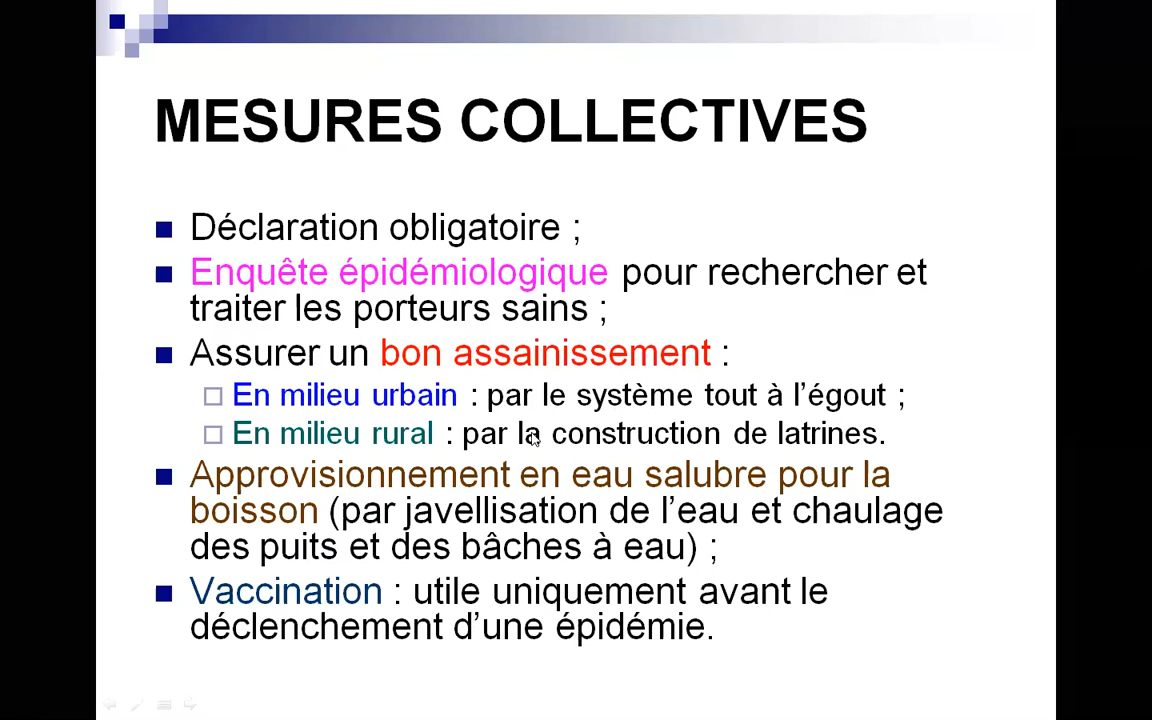 MESURES COLLECTIVES
Déclaration obligatoire ;
Enquête épidémiologique pour rechercher et
traiter les porteurs sains ;
Assurer un bon assainissement :
En milieu urbain : par le système tout à l’égout ;
En milieu rural : par la construction de latrines.
Approvisionnement en eau salubre pour la
boisson (par javellisation de l’eau et chaulage
des puits et des bâches à eau) ;
Vaccination : utile uniquement avant le
déclenchement d’une épidémie.